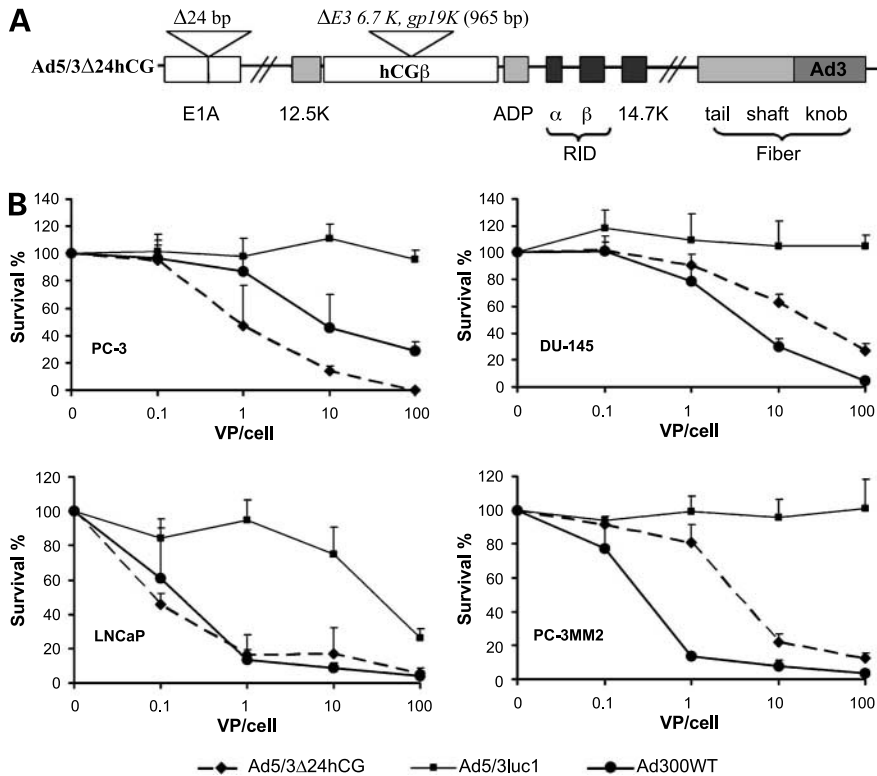 A
Δ24 bp
ΔE3 6.7 K, gp19K (965 bp)
Ad5/3Δ24hCG
hCGβ
Ad3
E1A
12.5K
ADP
α β
14.7K
tail shaft knob
RID
Fiber
B
140
120
100
80
60
40
20
0
Survival %
PC-3
0 0.1 1 10 100
VP/cell
140
120
100
80
60
40
20
0
Survival %
DU-145
0 0.1 1 10 100
VP/cell
120
100
80
60
40
20
0
Survival %
LNCaP
0 0.1 1 10 100
VP/cell
120
100
80
60
40
20
0
Survival %
PC-3MM2
0 0.1 1 10 100
VP/cell
Ad5/3Δ24hCG
Ad5/3luc1
Ad300WT